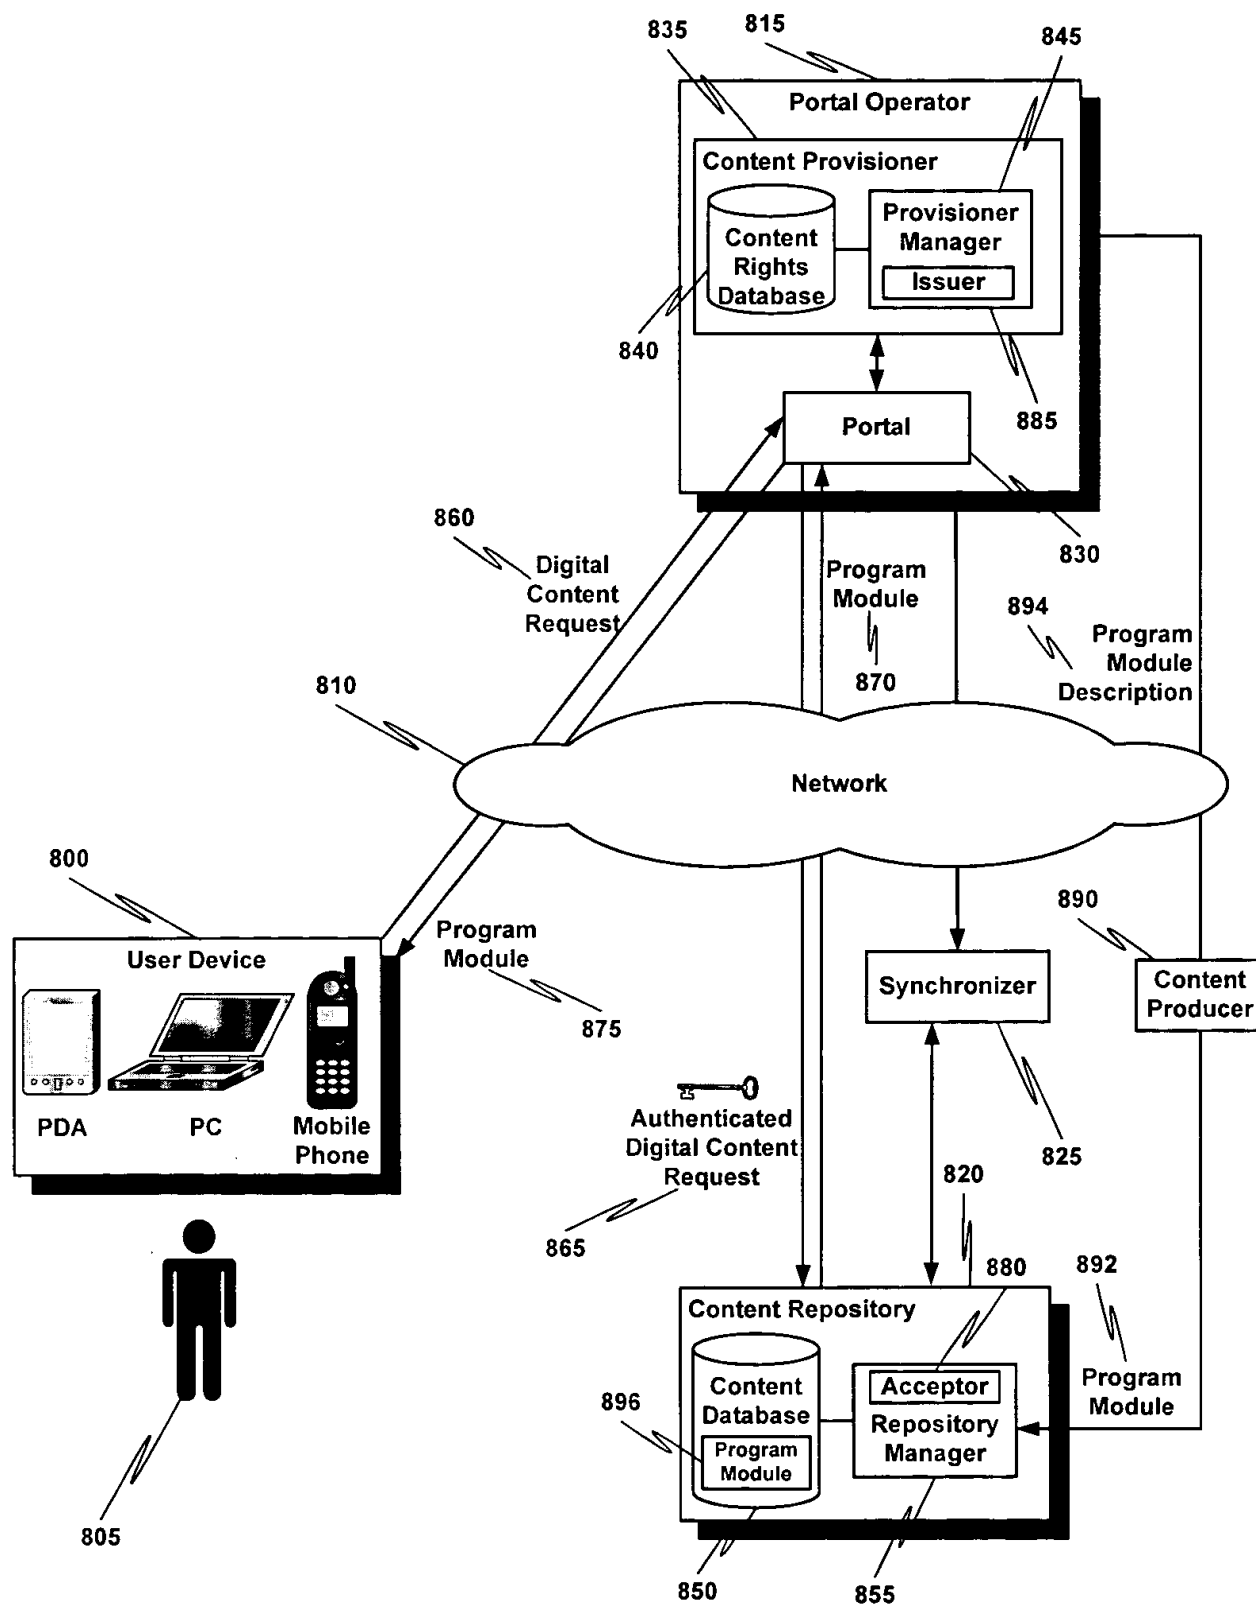 815
835
845
Portal Operator
Content Provisioner
Content
Rights
Database
Provisioner
Manager
Issuer
840
885
Portal
830
860
Digital
Content
Request
Program
Module
870
894
Program
Module
Description
810
Network
800
User Device
PDA
PC
Mobile
Phone
Program
Module
875
890
Content
Producer
Synchronizer
825
Authenticated
Digital Content
Request
865
820
880
892
Program
Module
Content Repository
Content
Database
Program
Module
896
Acceptor
Repository
Manager
805
850
855